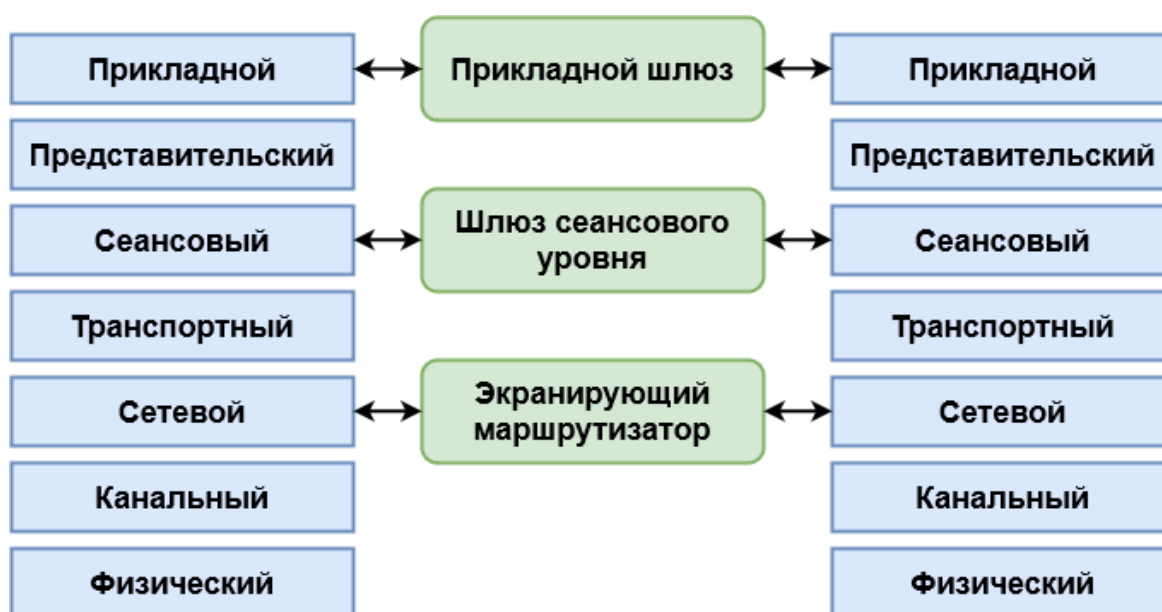 Прикладной
Прикладной шлюз
Прикладной
Представительский
Представительский
Сеансовый
Шлюз сеансового
уровня
Сеансовый
Транспортный
Транспортный
Сетевой
Экранирующий
маршрутизатор
Сетевой
Канальный
Канальный
Физический
Физический